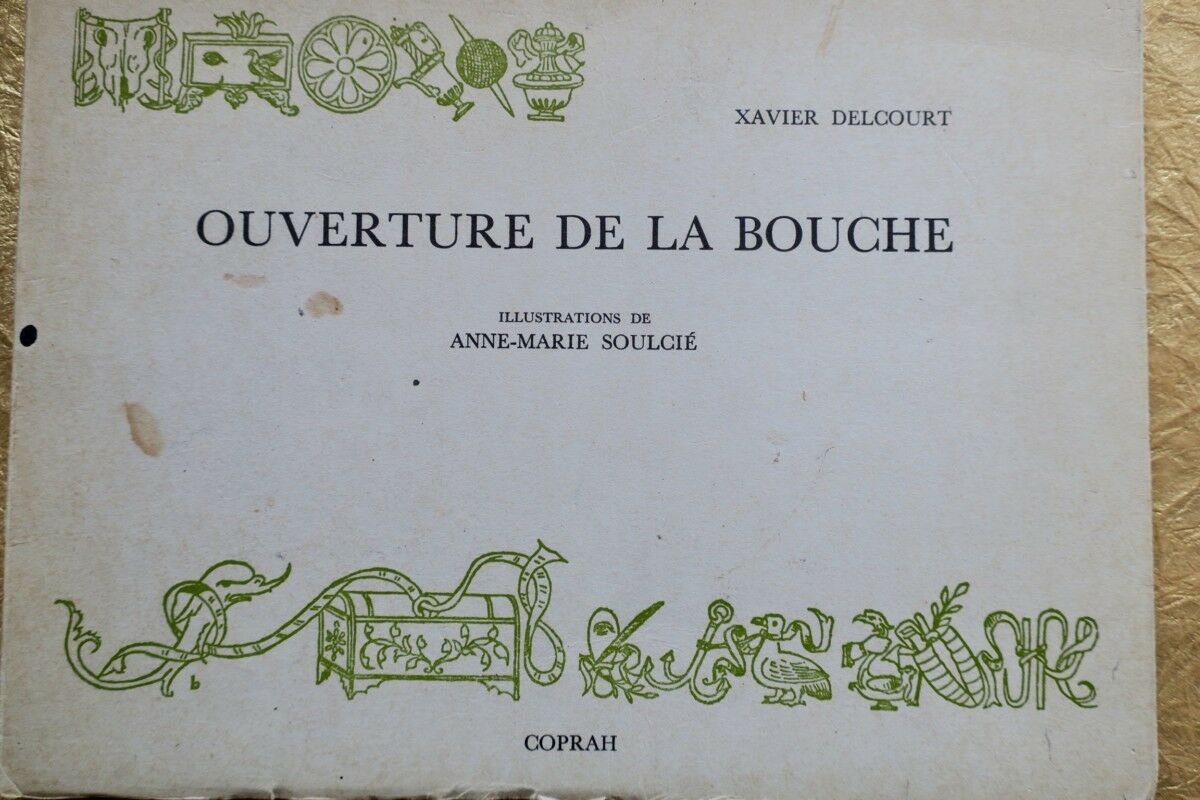 XAVIER DELCOURT
OUVERTURE DE LA BOUCHE
ILLUSTRATIONS DE
ANNE-MARIE SOULCIÉ
b
COPRAH